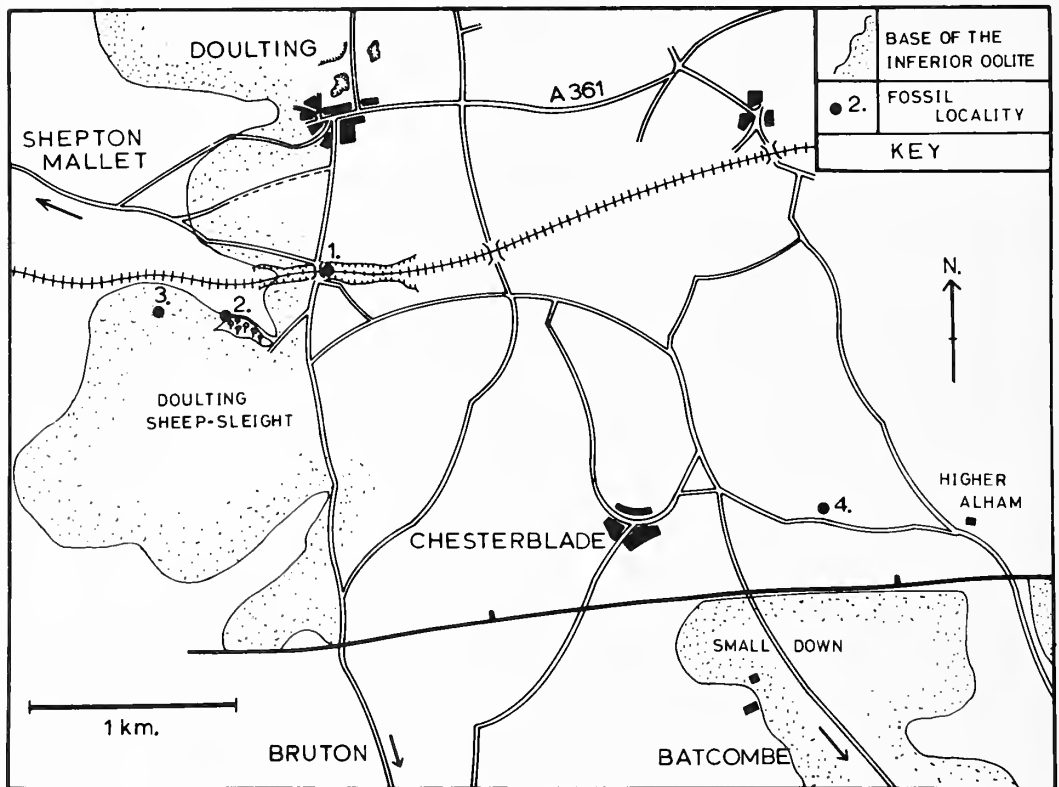 DOULTING
A 361
BASE OF THE
INFERIOR OOLITE
2. FOSSIL
LOCALITY
KEY
SHEPTON
MALLET
1.
N.
3.
2.
DOULTING
SHEEP-SLEIGHT
HIGHER
ALHAM
4.
CHESTERBLADE
SMALL DOWN
1 km.
BRUTON
BATCOMBE